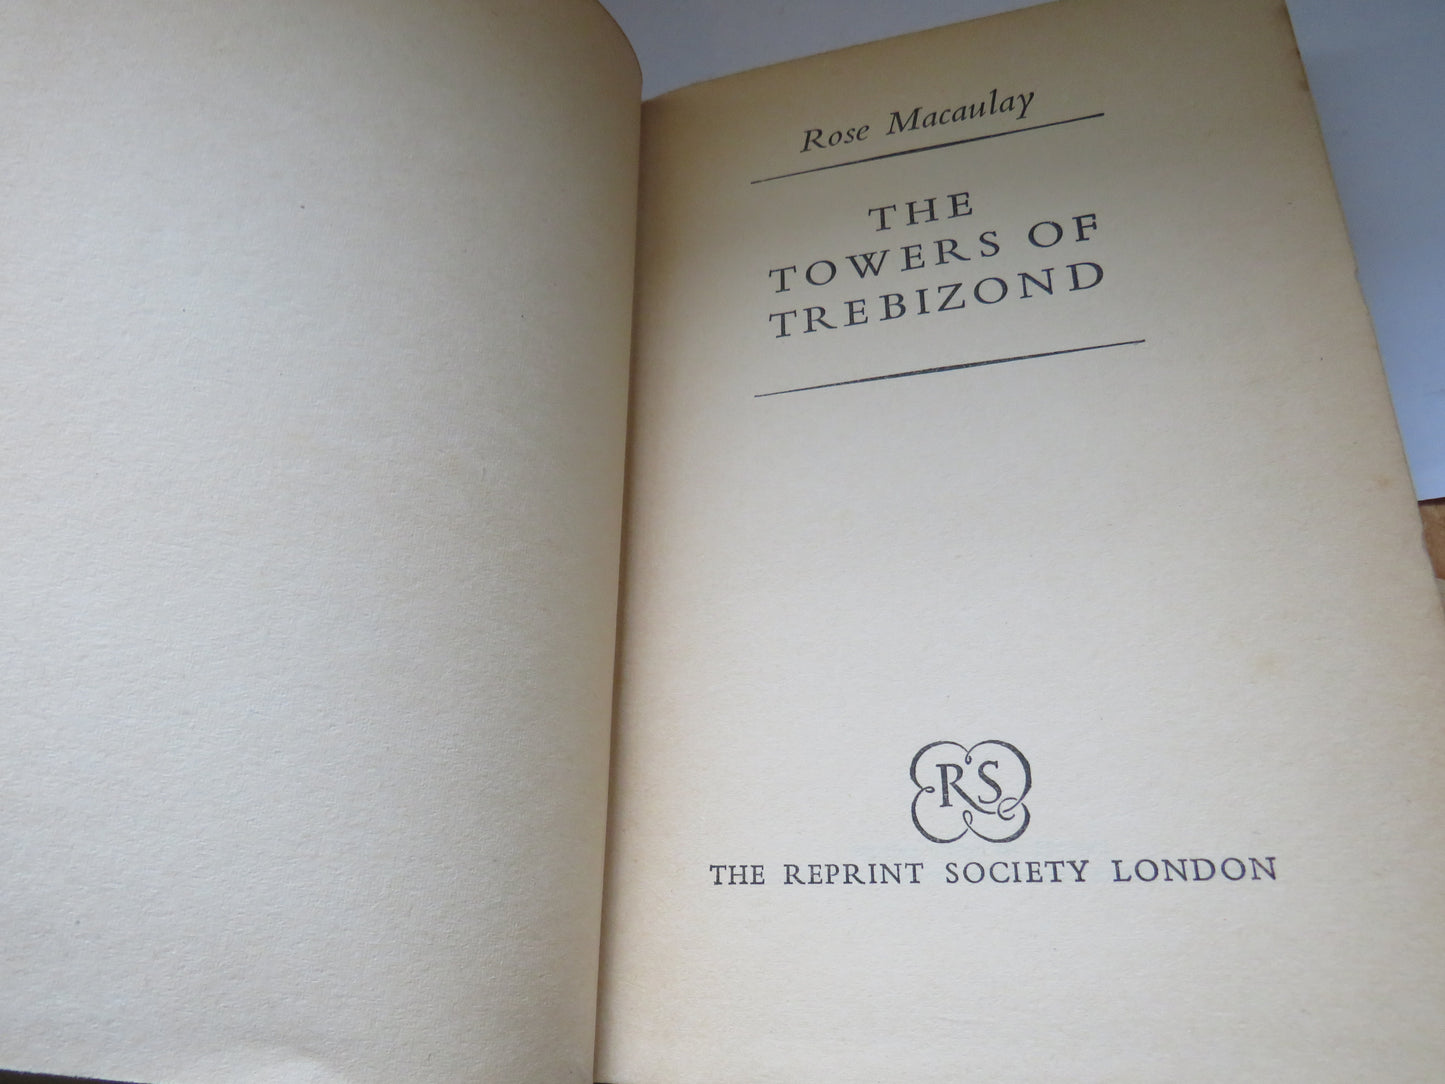 Rose Macaulay
THE
TOWERS OF
TREBIZOND
RS
THE REPRINT SOCIETY LONDON